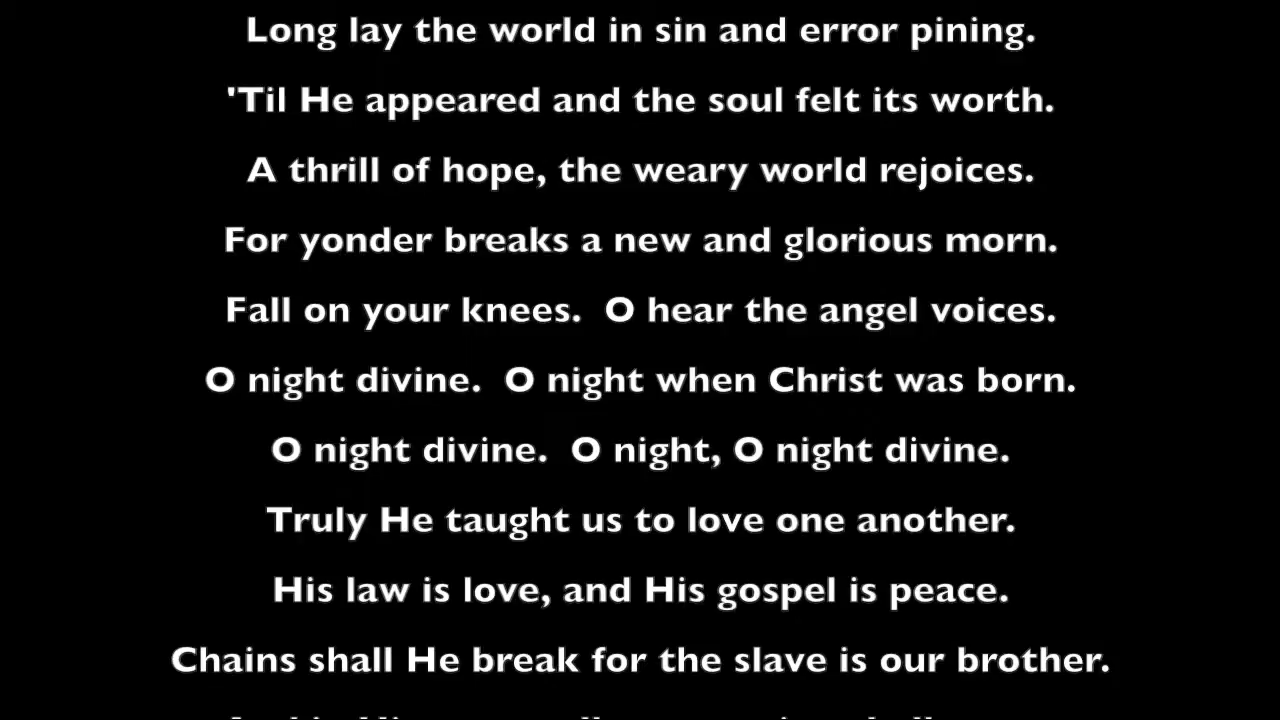 Long lay the world in sin and error pining.
'Til He appeared and the soul felt its worth.
A thrill of hope, the weary world rejoices.
For yonder breaks a new and glorious morn.
Fall on your knees.  O hear the angel voices.
O night divine.  O night when Christ was born.
O night divine.  O night, O night divine.
Truly He taught us to love one another.
His law is love, and His gospel is peace.
Chains shall He break for the slave is our brother.